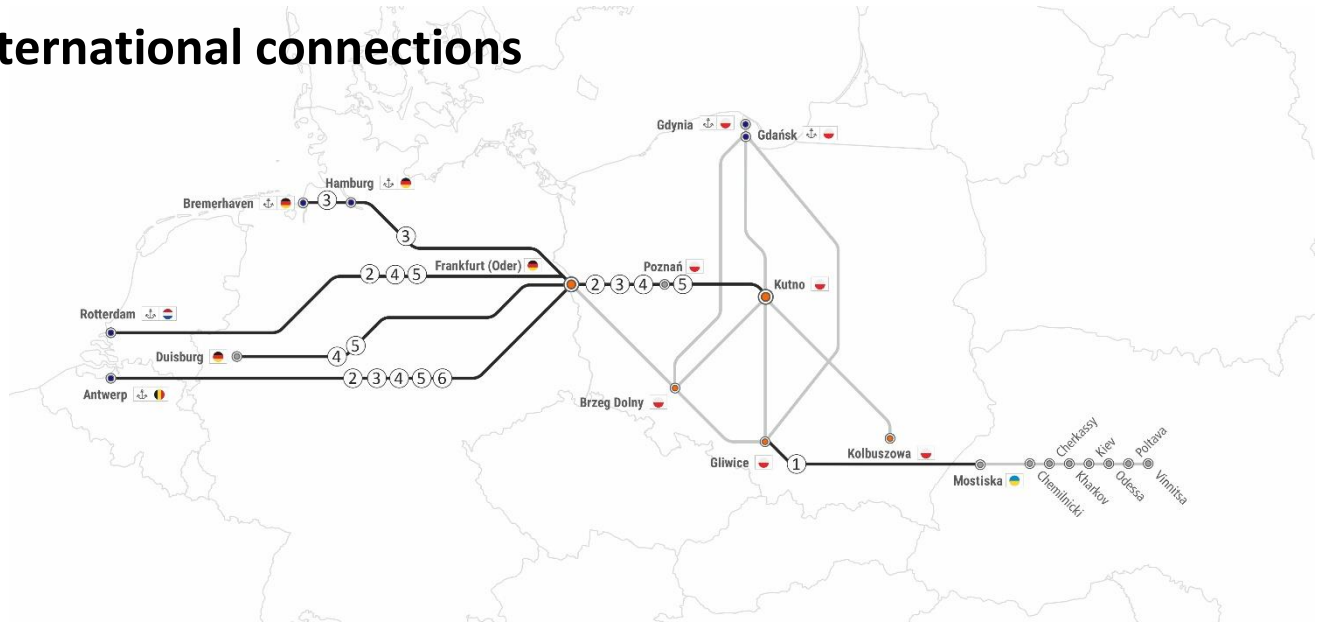 ternational connections
Gdynia
Gdańsk
Hamburg
Bremerhaven
3
3
Frankfurt (Oder)
2 4 5
Poznań
2 3 4 5
Kutno
Rotterdam
Duisburg
4
5
Antwerp
2 3 4 5 6
Brzeg Dolny
Gliwice
1
Kolbuszowa
Mostiska
Chemilnicki
Cherkassy
Kharkov
Kiev
Odessa
Poltava
Vinnitsa